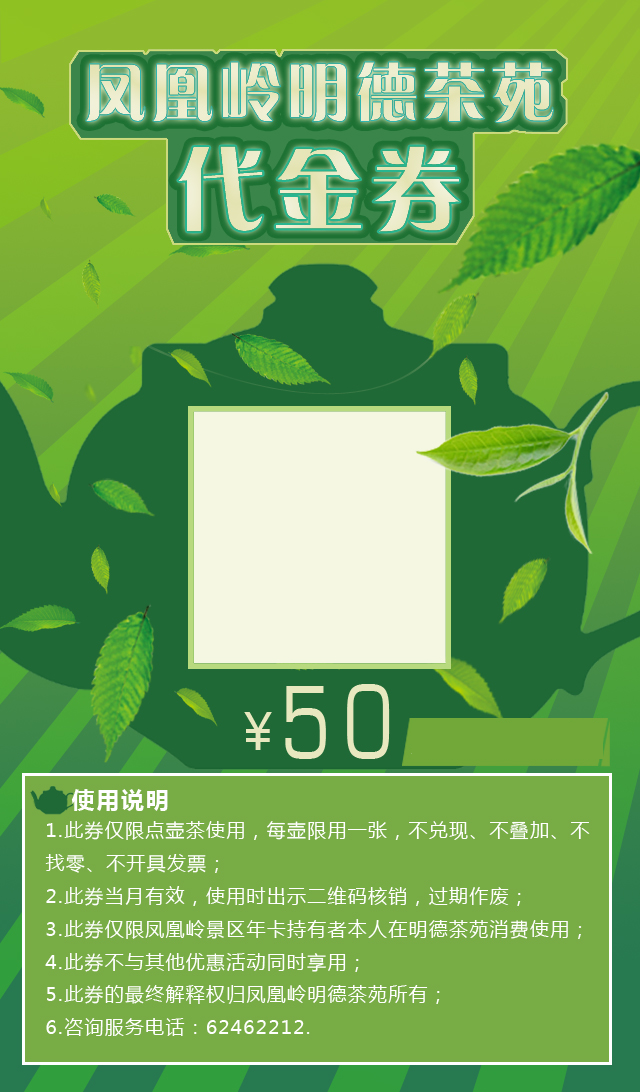 凤凰岭明德茶苑
代金券
¥50
使用说明
1.此券仅限点壶茶使用，每壶限用一张，不兑现、不叠加、不
找零、不开具发票；
2.此券当月有效，使用时出示二维码核销，过期作废；
3.此券仅限凤凰岭景区年卡持有者本人在明德茶苑消费使用；
4.此券不与其他优惠活动同时享用；
5.此券的最终解释权归凤凰岭明德茶苑所有；
6.咨询服务电话：62462212.